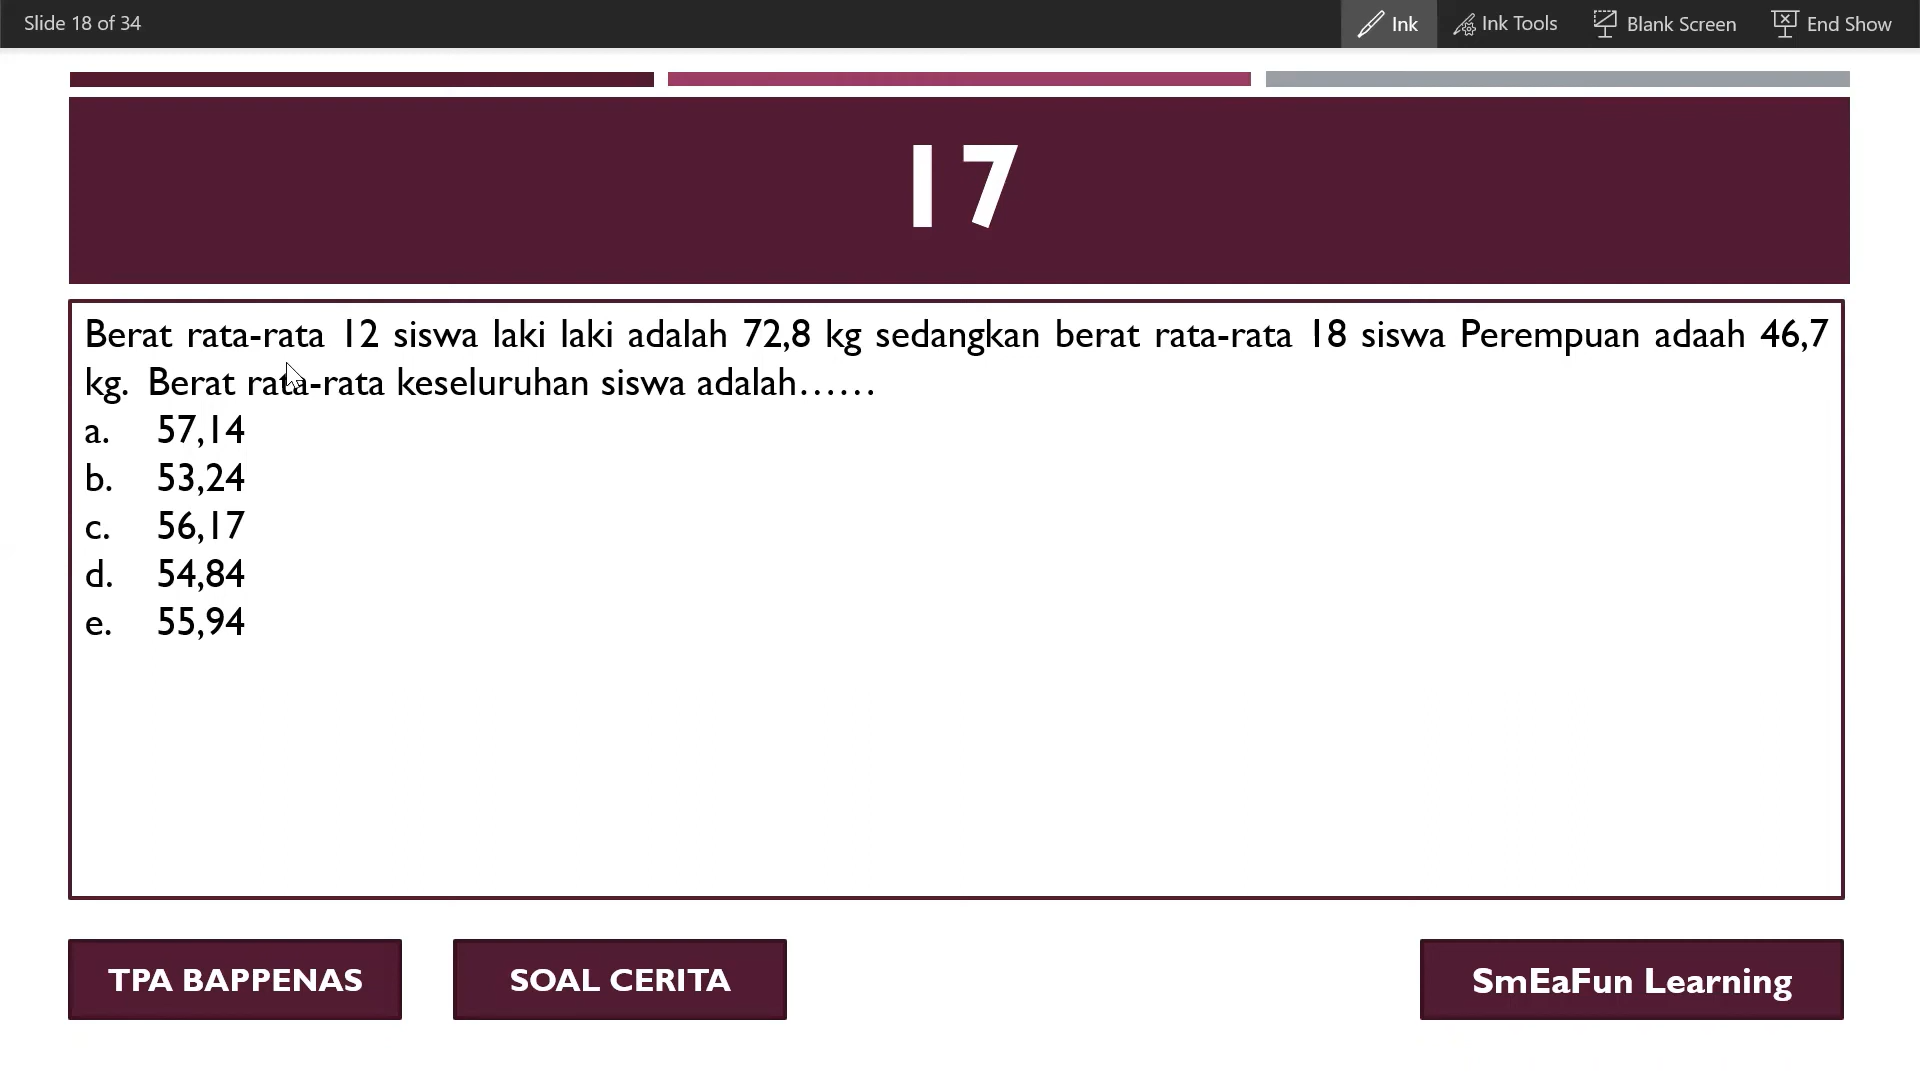 Slide 18 of 34
Ink
Ink Tools
Blank Screen
End Show
17
Berat rata-rata 12 siswa laki laki adalah 72,8 kg sedangkan berat rata-rata 18 siswa Perempuan adaah 46,7
kg. Berat rata-rata keseluruhan siswa adalah......
a. 57,14
b. 53,24
c. 56,17
d. 54,84
e. 55,94
TPA BAPPENAS
SOAL CERITA
SmEaFun Learning